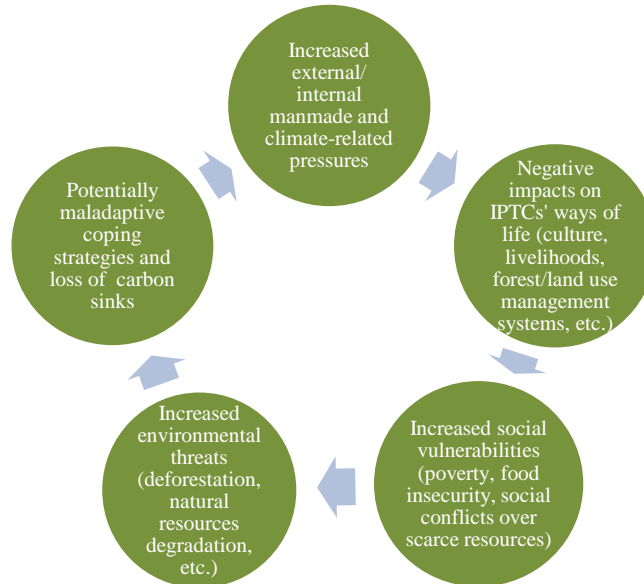 Increased
external/
internal
manmade and
climate-related
pressures
Negative
impacts on
IPTCs' ways of
life (culture,
livelihoods,
forest/land use
management
systems, etc.)
Increased social
vulnerabilities
(poverty, food
insecurity, social
conflicts over
scarce resources)
Increased
environmental
threats
(deforestation,
natural
resources
degradation,
etc.)
Potentially
maladaptive
coping
strategies and
loss of carbon
sinks